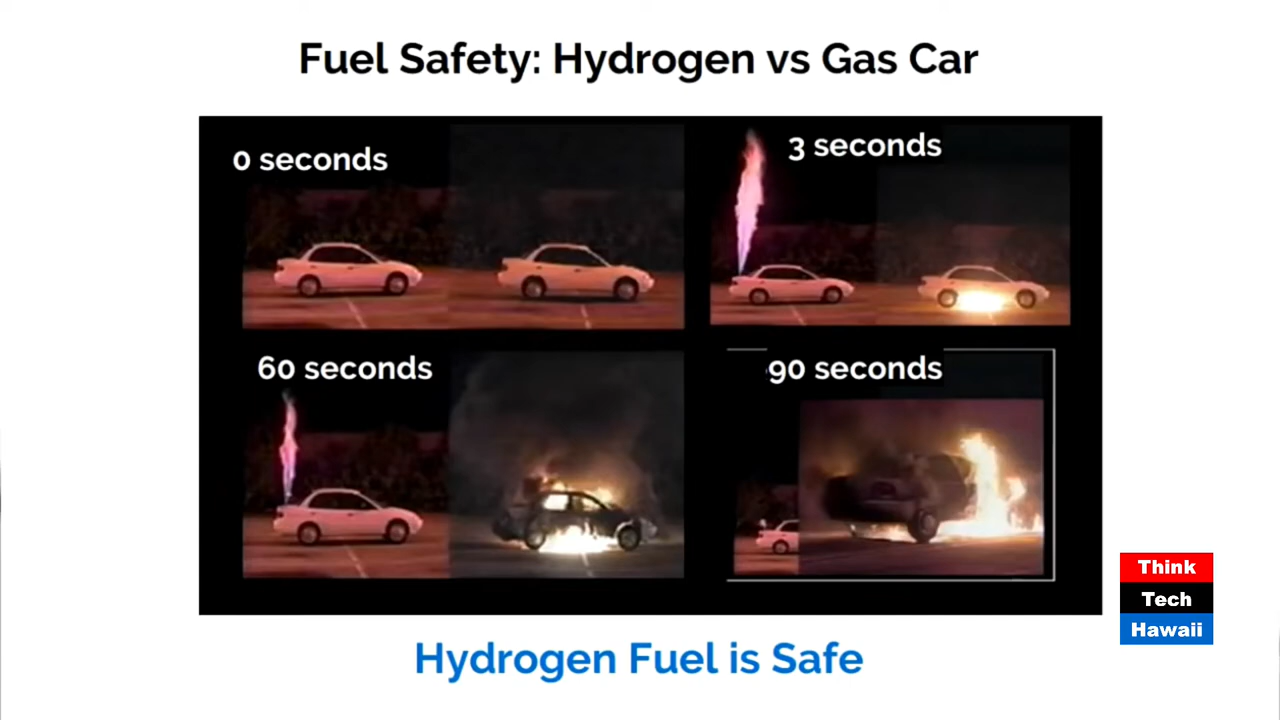 Fuel Safety: Hydrogen vs Gas Car
0 seconds
3 seconds
60 seconds
90 seconds
Think
Tech
Hawaii
Hydrogen Fuel is Safe